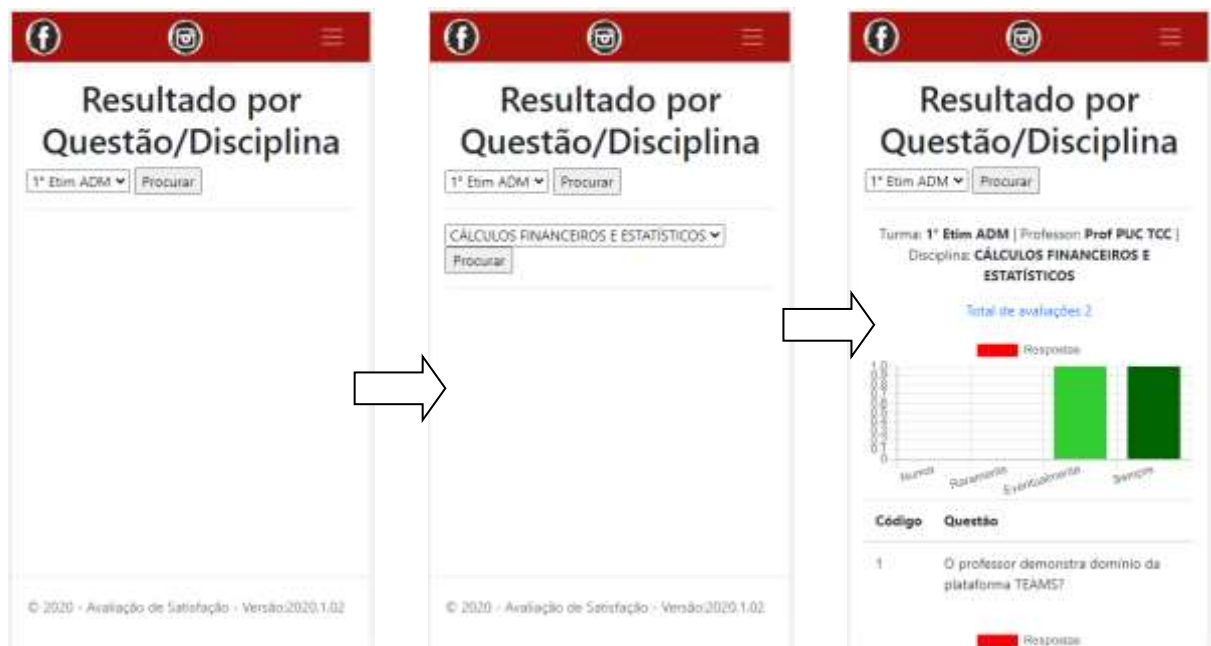 Resultado por
Questão/Disciplina
1° Etim ADM
Procurar
© 2020 - Avaliação de Satisfação - Versão:2020.1.02
Resultado por
Questão/Disciplina
1° Etim ADM
Procurar
CÁLCULOS FINANCEIROS E ESTATÍSTICOS
Procurar
© 2020 - Avaliação de Satisfação - Versão:2020.1.02
Resultado por
Questão/Disciplina
1° Etim ADM
Procurar
Turma: 1° Etim ADM | Professor: Prof PUC TCC |
Disciplina: CÁLCULOS FINANCEIROS E
ESTATÍSTICOS
Total de avaliações 2
Respostas
1.0
0
Nunca
Raramente
Eventualmente
Sempre
Código Questão
1 O professor demonstra domínio da
plataforma TEAMS?
Respostas